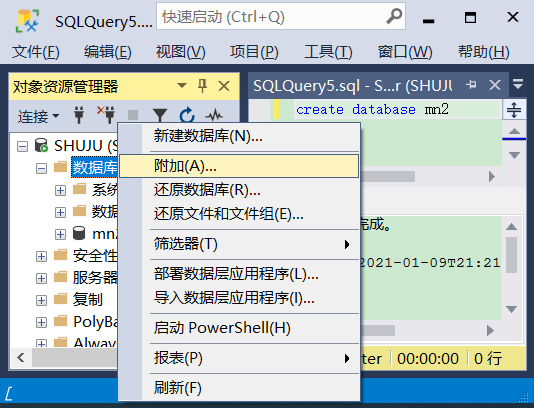 SQLQuery5....
快速启动 (Ctrl+Q)
文件(F) 编辑(E) 视图(V) 项目(P) 工具(T) 窗口(W) 帮助(H)
对象资源管理器
SQLQuery5.sql - S...r (SHUJU
连接
create database mn2
SHUJU (S
数据库
系统
数据
mn
安全性
服务器
复制
PolyBa
Alway
新建数据库(N)...
附加(A)...
还原数据库(R)...
还原文件和文件组(E)...
筛选器(T)
部署数据层应用程序(L)...
导入数据层应用程序(I)...
启动 PowerShell(H)
报表(P)
刷新(F)
完成。
2021-01-09T21:21
ter 00:00:00 0 行